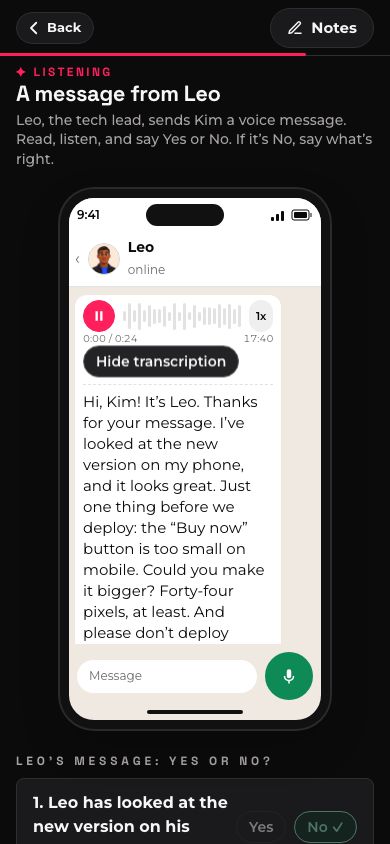 Back
Notes
LISTENING
A message from Leo
Leo, the tech lead, sends Kim a voice message.
Read, listen, and say Yes or No. If it’s No, say what’s
right.
9:41
Leo
online
1x
0:00 / 0:24
17:40
Hide transcription
Hi, Kim! It’s Leo. Thanks
for your message. I’ve
looked at the new
version on my phone,
and it looks great. Just
one thing before we
deploy: the “Buy now”
button is too small on
mobile. Could you make
it bigger? Forty-four
pixels, at least. And
please don’t deploy
Message
LEO’S MESSAGE: YES OR NO?
1. Leo has looked at the
new version on his
Yes
No ✓